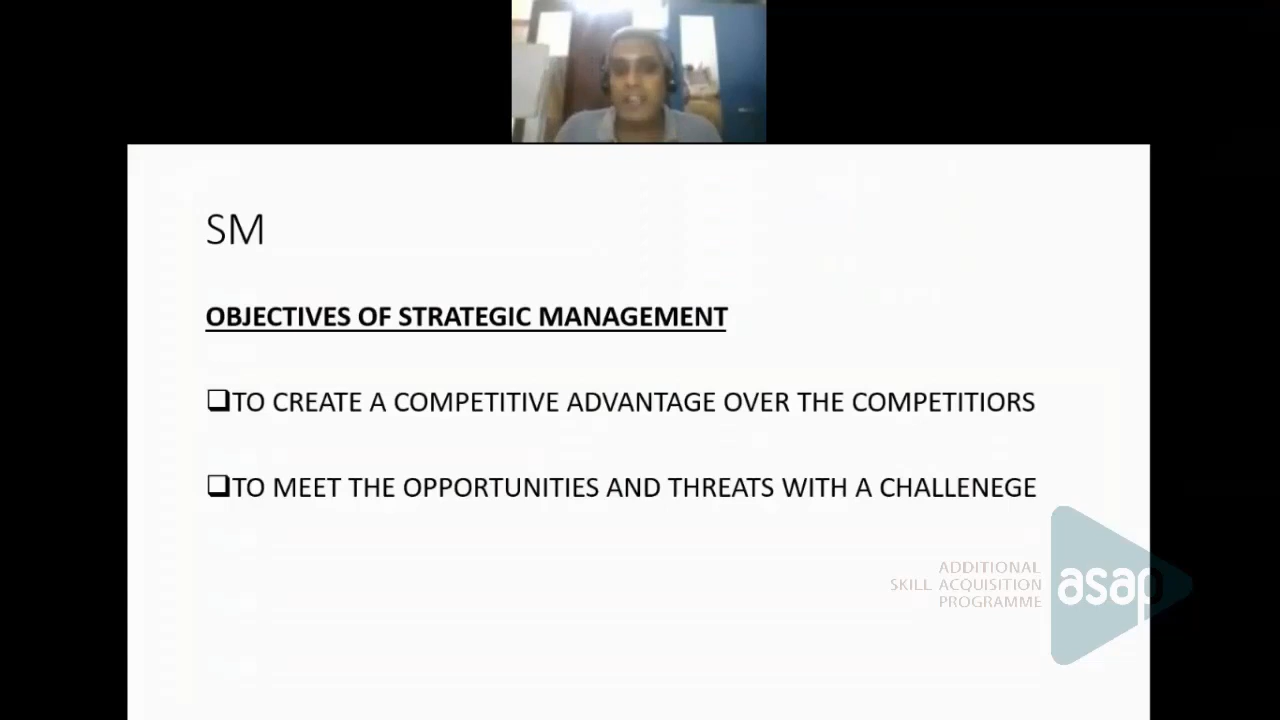 SM
OBJECTIVES OF STRATEGIC MANAGEMENT
❑TO CREATE A COMPETITIVE ADVANTAGE OVER THE COMPETITIORS
❑TO MEET THE OPPORTUNITIES AND THREATS WITH A CHALLENEGE
ADDITIONAL
SKILL ACQUISITION
PROGRAMME
asap